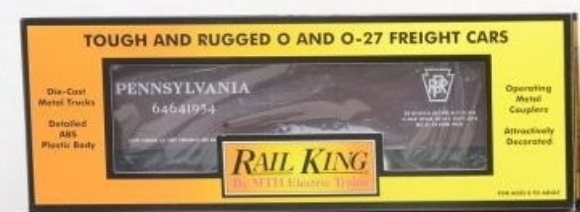 TOUGH AND RUGGED O AND O-27 FREIGHT CARS
Die-Cast
Metal Trucks
Detailed
ABS
Plastic Body
PENNSYLVANIA
64641954
Operating
Metal
Couplers
Attractively
Decorated
RAIL KING
By MTH Electric Trains
FOR AGES 8 TO ADULT